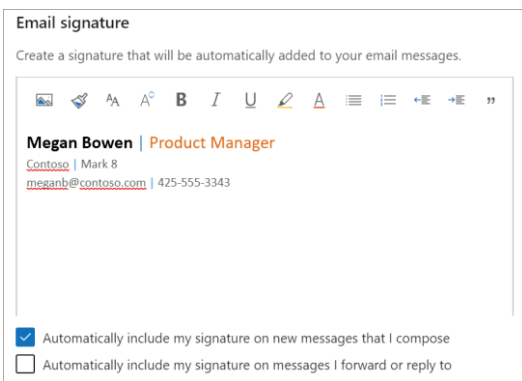 Email signature
Create a signature that will be automatically added to your email messages.
Megan Bowen | Product Manager
Contoso | Mark 8
meganb@contoso.com | 425-555-3343
Automatically include my signature on new messages that I compose
Automatically include my signature on messages I forward or reply to